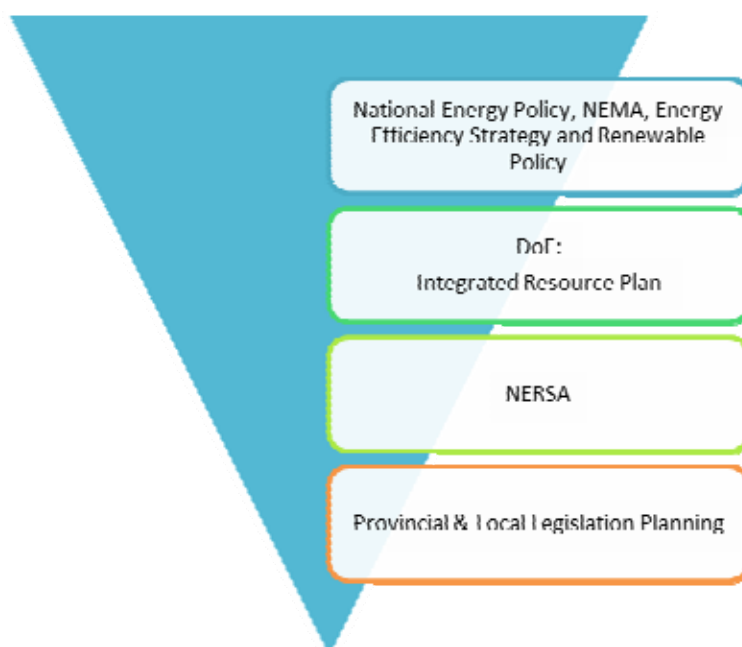 National Energy Policy, NEMA, Energy
Efficiency Strategy and Renewable
Policy
DoE:
Integrated Resource Plan
NERSA
Provincial & Local Legislation Planning